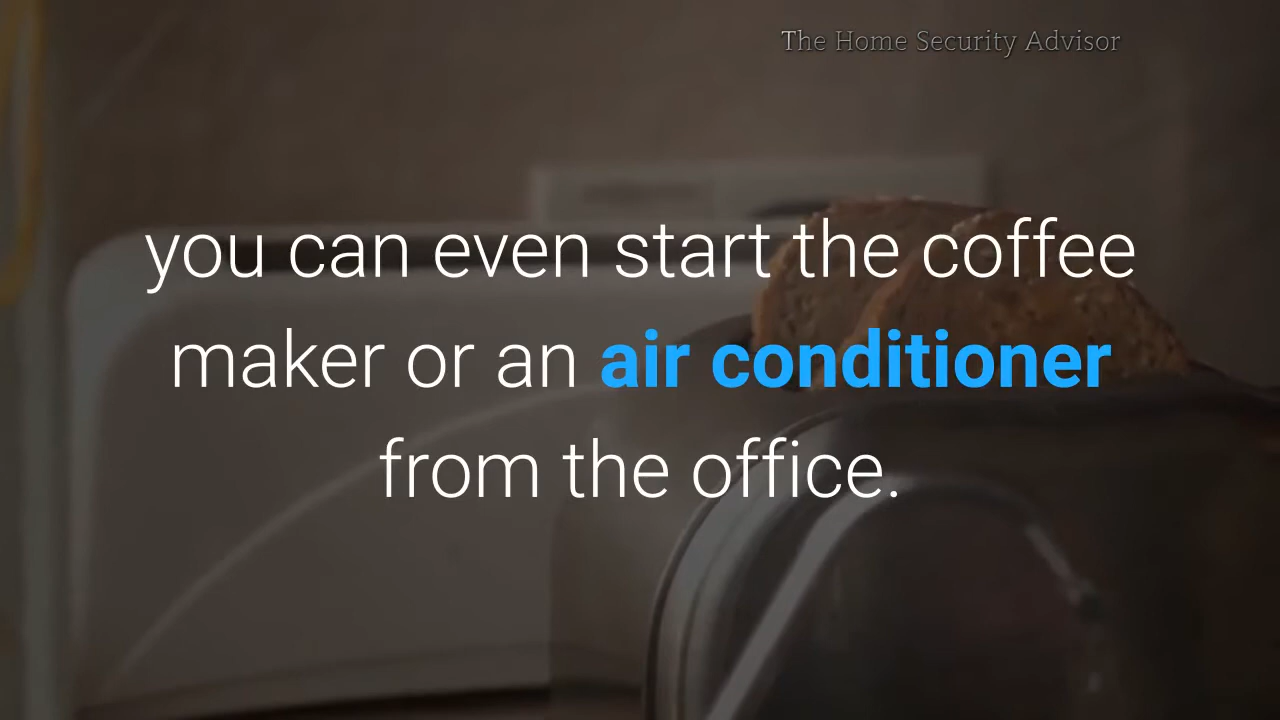 The Home Security Advisor
you can even start the coffee
maker or an air conditioner
from the office.